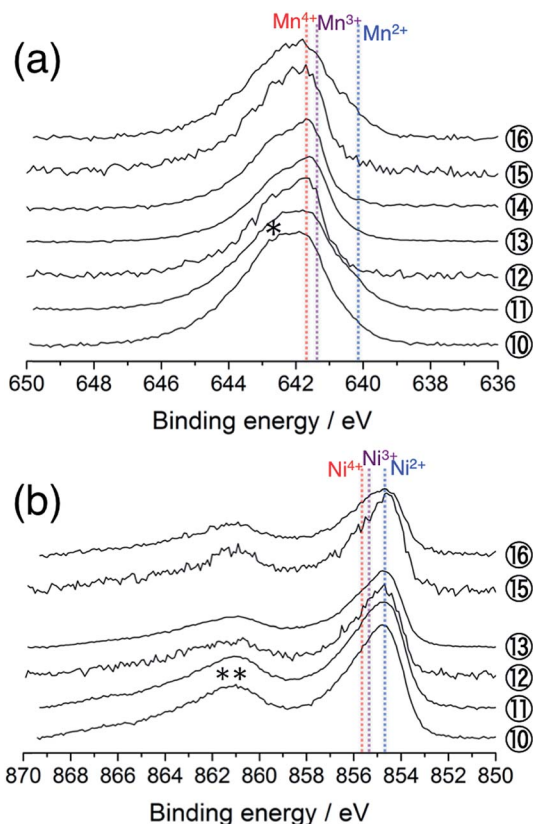 (a)
Mn4+ Mn3+ Mn2+
⑯
⑮
⑭
⑬
*
⑫
⑪
⑩
650 648 646 644 642 640 638 636
Binding energy / eV
(b)
Ni4+ Ni3+ Ni2+
⑯
⑮
⑬
⑫
**
⑪
⑩
870 868 866 864 862 860 858 856 854 852 850
Binding energy / eV